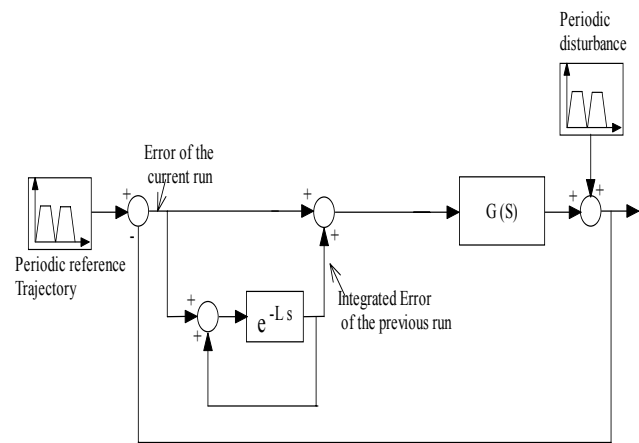 Periodic
disturbance
Error of the
current run
+
+
+
+
-
+
G (S)
+
Periodic reference
Trajectory
+
+
e-L s
Integrated Error
of the previous run